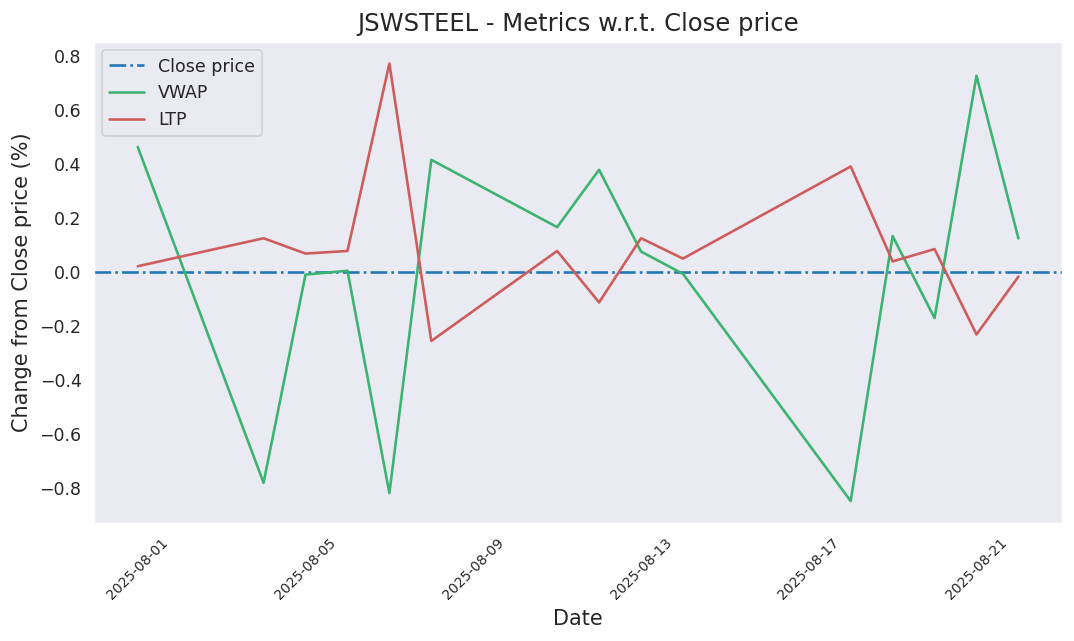 JSWSTEEL - Metrics w.r.t. Close price
Close price
VWAP
LTP
Change from Close price (%)
0.8
0.6
0.4
0.2
0.0
−0.2
−0.4
−0.6
−0.8
2025-08-01
2025-08-05
2025-08-09
2025-08-13
2025-08-17
2025-08-21
Date